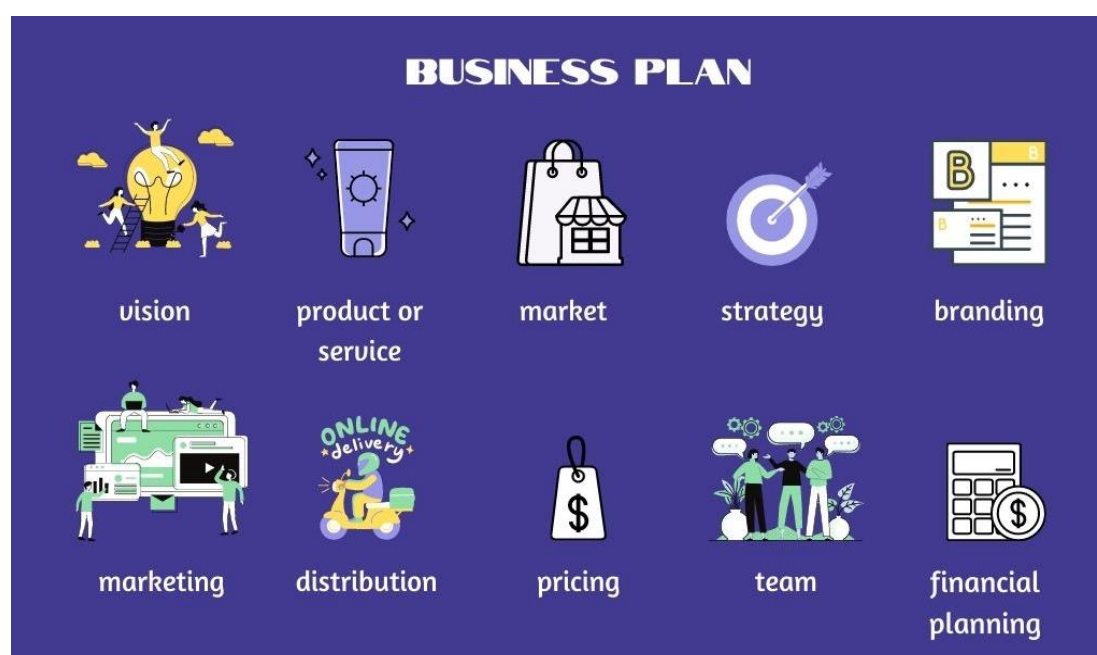 BUSINESS PLAN
B
B
B
vision
product or
service
market
strategy
branding
ONLINE
delivery
$
$
marketing
distribution
pricing
team
financial
planning